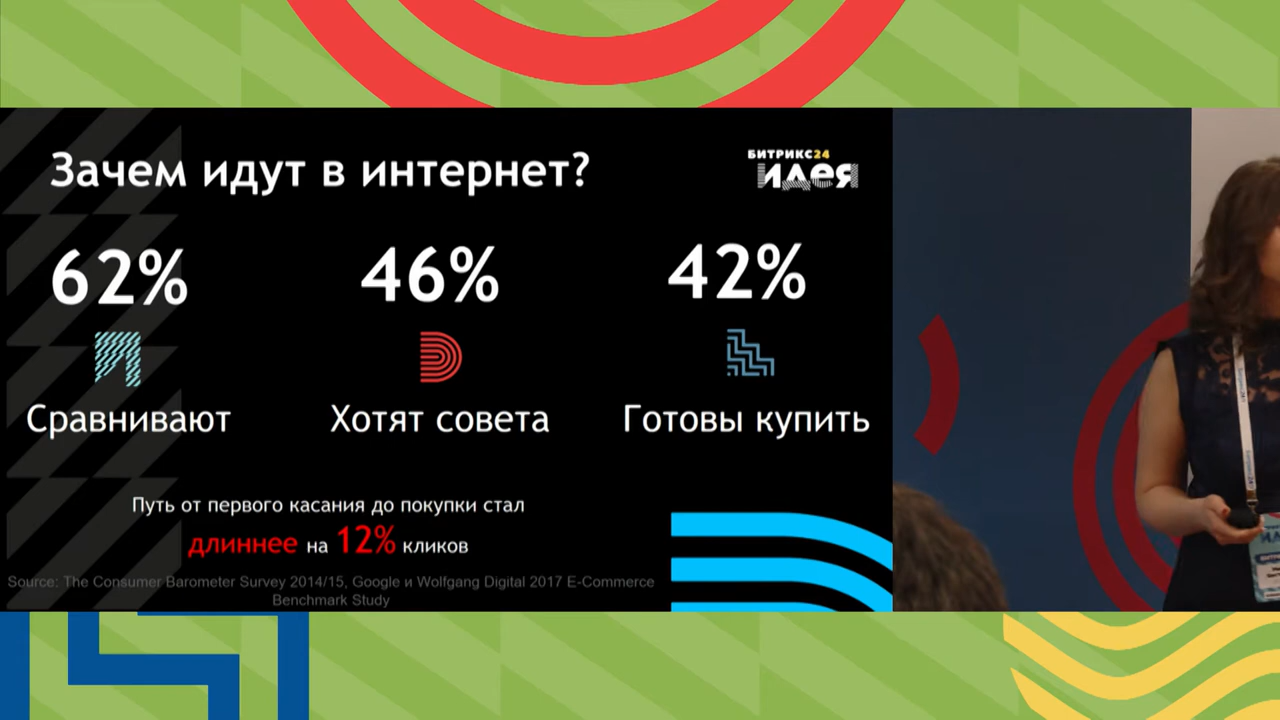 Зачем идут в интернет?
БИТРИКС24
идея
62%
46%
42%
Сравнивают
Хотят совета
Готовы купить
Путь от первого касания до покупки стал
длиннее на 12% кликов
Source: The Consumer Barometer Survey 2014/15, Google и Wolfgang Digital 2017 E-Commerce
Benchmark Study